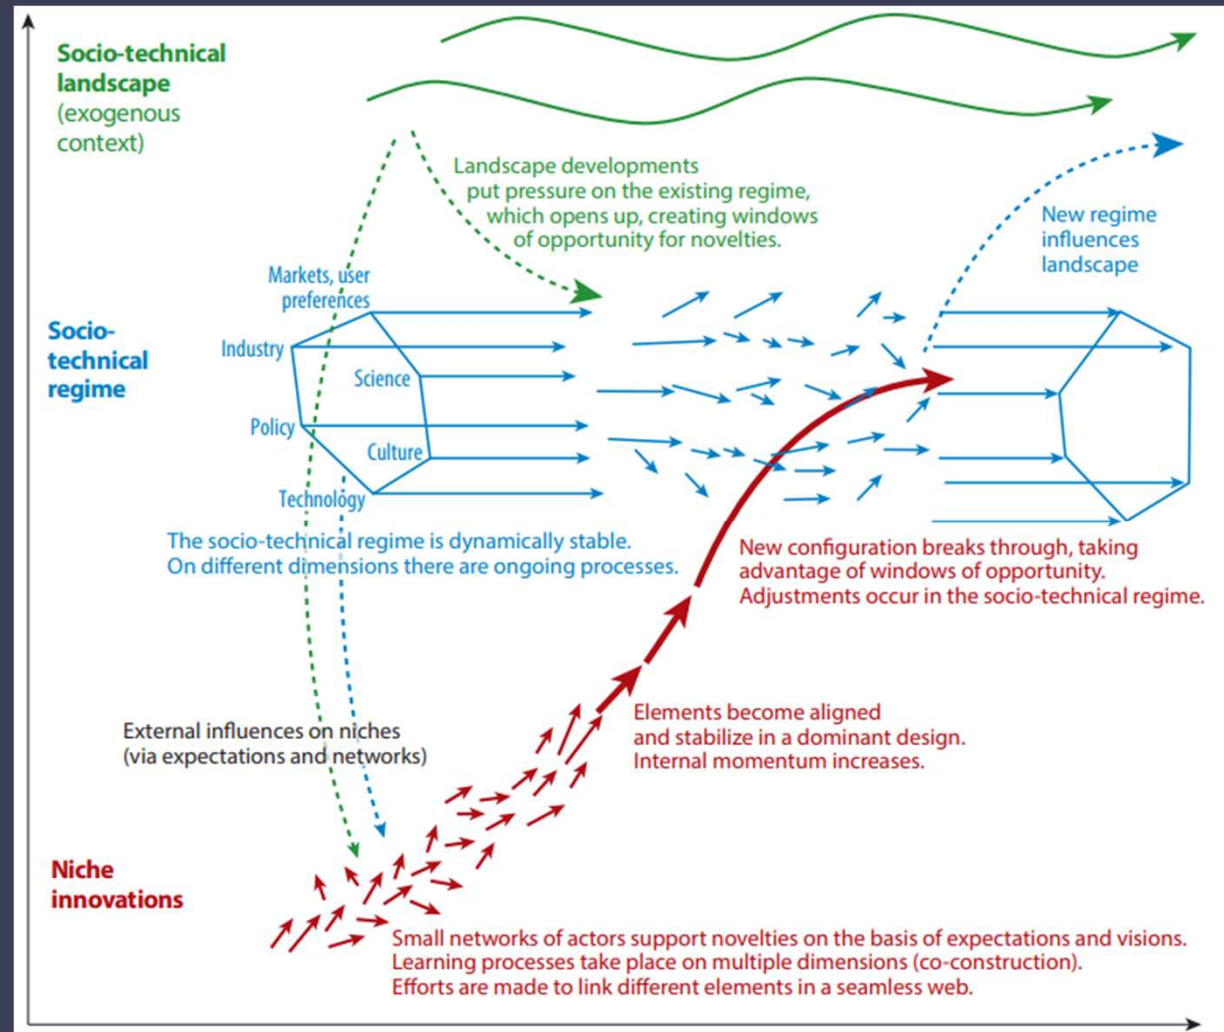 Socio-technical
landscape
(exogenous
context)
Landscape developments
put pressure on the existing regime,
which opens up, creating windows
of opportunity for novelties.
New regime
influences
landscape
Markets, user
preferences
Socio-
technical
regime
Industry
Science
Policy
Culture
Technology
The socio-technical regime is dynamically stable.
On different dimensions there are ongoing processes.
New configuration breaks through, taking
advantage of windows of opportunity.
Adjustments occur in the socio-technical regime.
External influences on niches
(via expectations and networks)
Elements become aligned
and stabilize in a dominant design.
Internal momentum increases.
Niche
innovations
Small networks of actors support novelties on the basis of expectations and visions.
Learning processes take place on multiple dimensions (co-construction).
Efforts are made to link different elements in a seamless web.